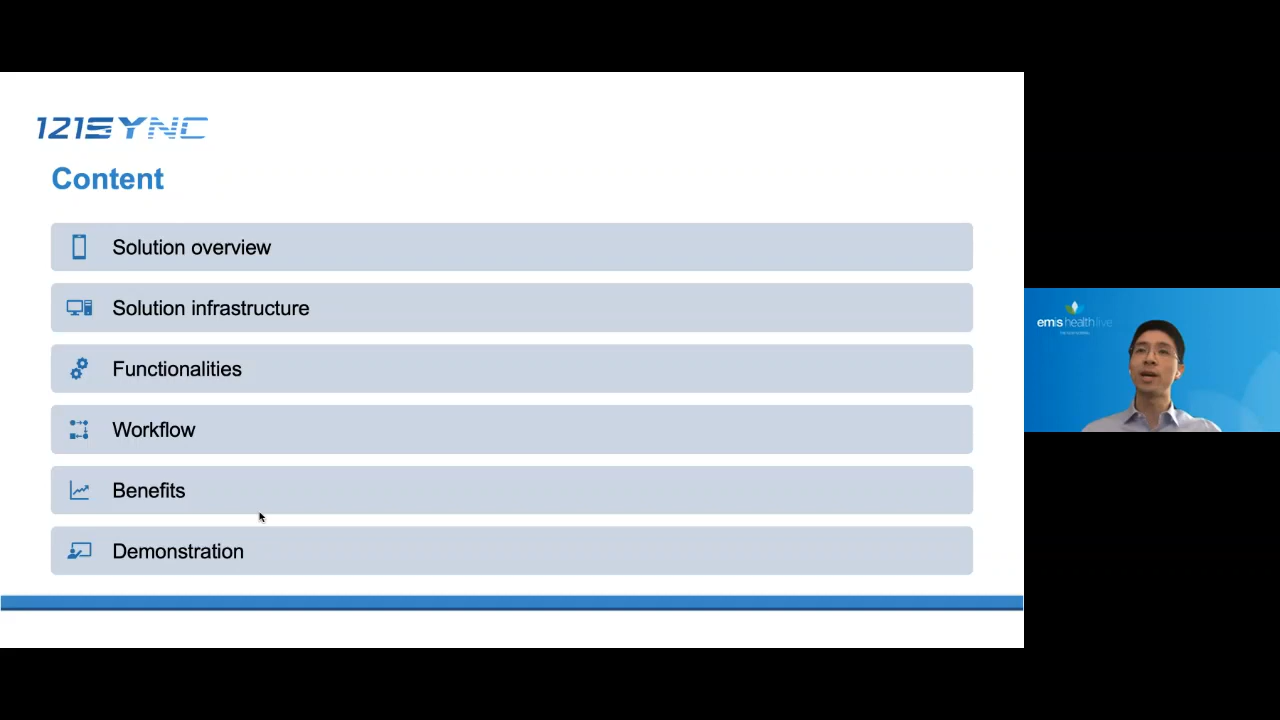 121SYNC
Content
Solution overview
Solution infrastructure
Functionalities
Workflow
Benefits
Demonstration
emis health live